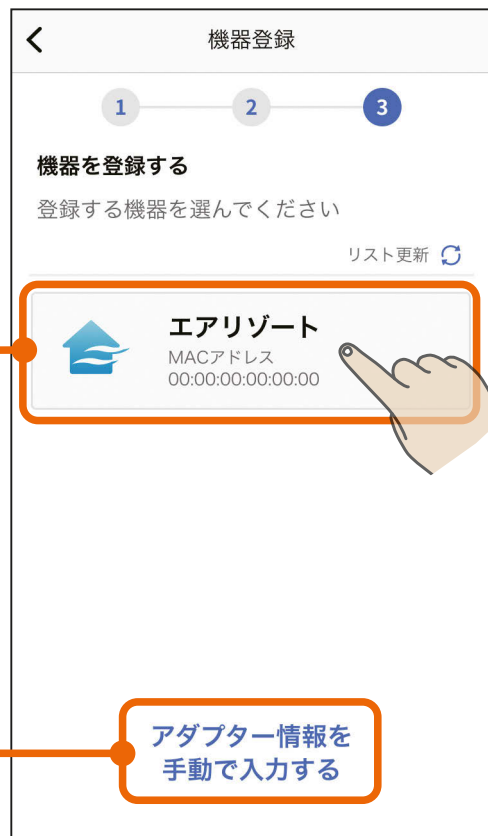 機器登録
1 2 3
機器を登録する
登録する機器を選んでください
リスト更新
エアリゾート
MACアドレス
00:00:00:00:00:00
アダプター情報を
手動で入力する